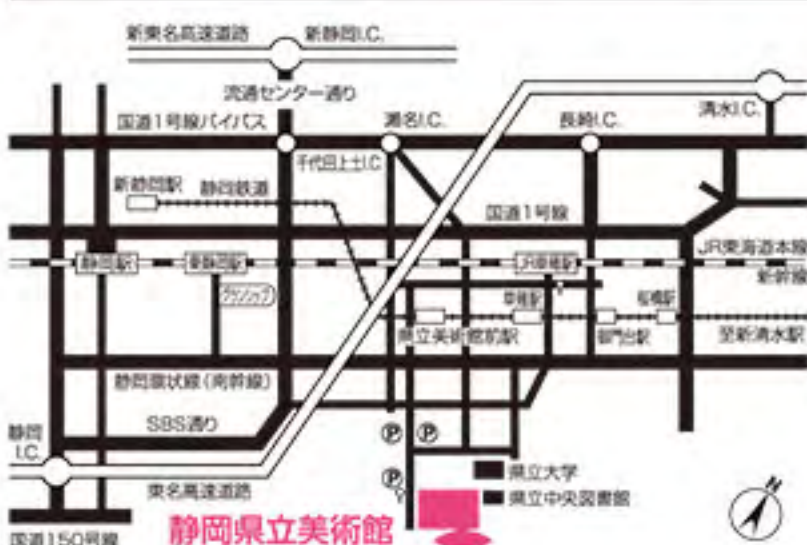 新東名高速道路
新静岡I.C.
流通センター通り
国道1号線バイパス
瀬名I.C.
長崎I.C.
清水I.C.
千代田上土I.C.
新静岡駅
静岡鉄道
国道1号線
静岡駅
東静岡駅
JR草薙駅
JR東海道本線
新幹線
グランシップ
県立美術館前駅
草薙駅
御門台駅
狐橋駅
至新清水駅
静岡環状線(南幹線)
SBS通り
静岡
I.C.
P
P
P
東名高速道路
県立大学
県立中央図書館
静岡県立美術館
国道150号線
N